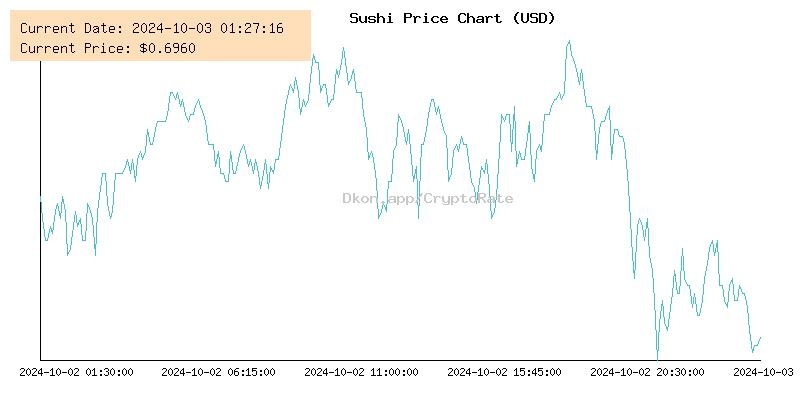 Sushi Price Chart (USD)
Current Date: 2024-10-03 01:27:16
Current Price: $0.6960
Dkon.app/CryptoRate
2024-10-02 01:30:00 2024-10-02 06:15:00 2024-10-02 11:00:00 2024-10-02 15:45:00 2024-10-02 20:30:00 2024-10-03